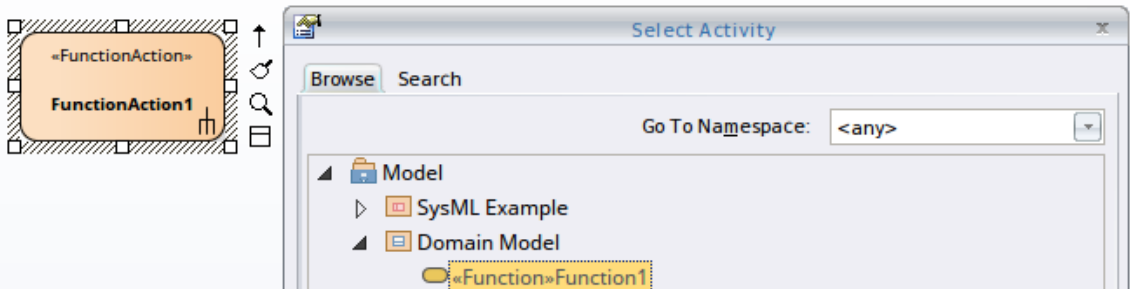 «FunctionAction»
FunctionAction1
Select Activity
Browse Search
Go To Namespace: <any>
Model
SysML Example
Domain Model
«Function»Function1